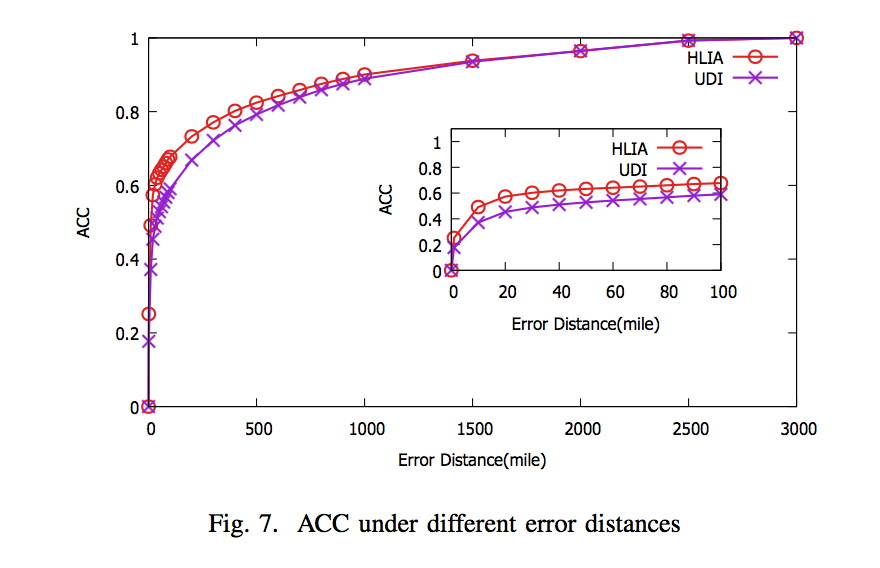 1
0.8
0.6
0.4
0.2
0
ACC
0 500 1000 1500 2000 2500 3000
Error Distance(mile)
HLIA
UDI
1
0.8
0.6
0.4
0.2
0
ACC
HLIA
UDI
0 20 40 60 80 100
Error Distance(mile)
Fig. 7. ACC under different error distances